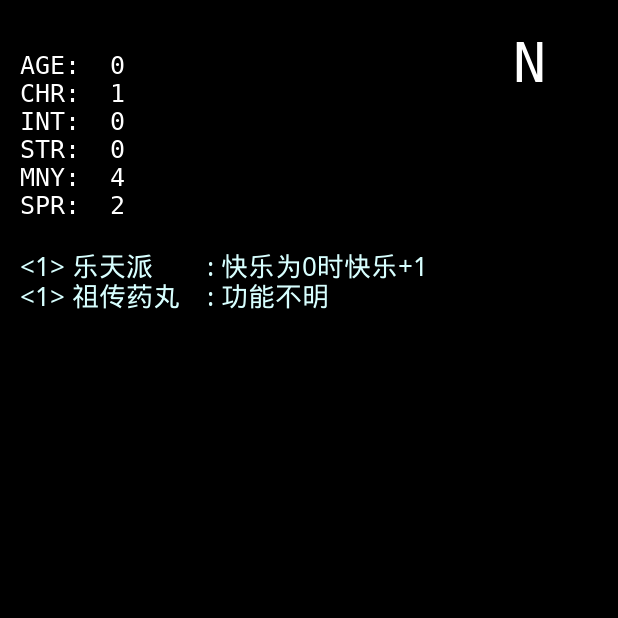 N
AGE: 0
CHR: 1
INT: 0
STR: 0
MNY: 4
SPR: 2
<1> 乐天派 : 快乐为0时快乐+1
<1> 祖传药丸 : 功能不明